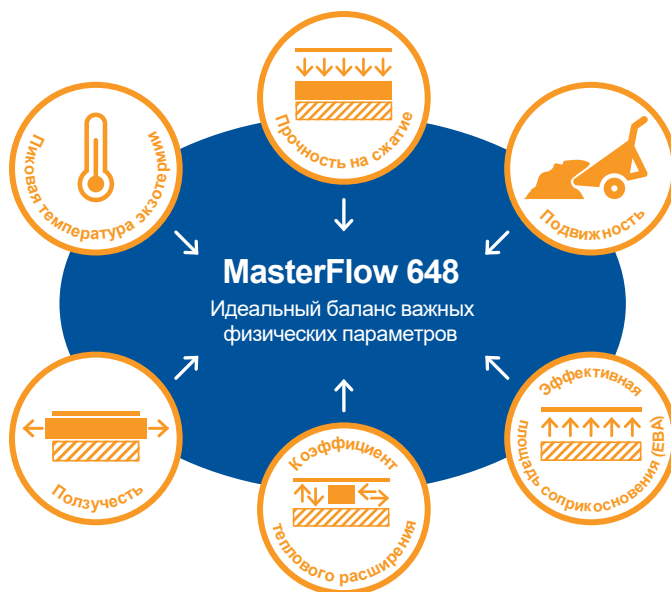 Прочность на сжатие
Пиковая температура экзотермии
Подвижность
MasterFlow 648
Идеальный баланс важных
физических параметров
Ползучесть
Коэффициент
теплового расширения
Эффективная
площадь соприкосновения (EBA)